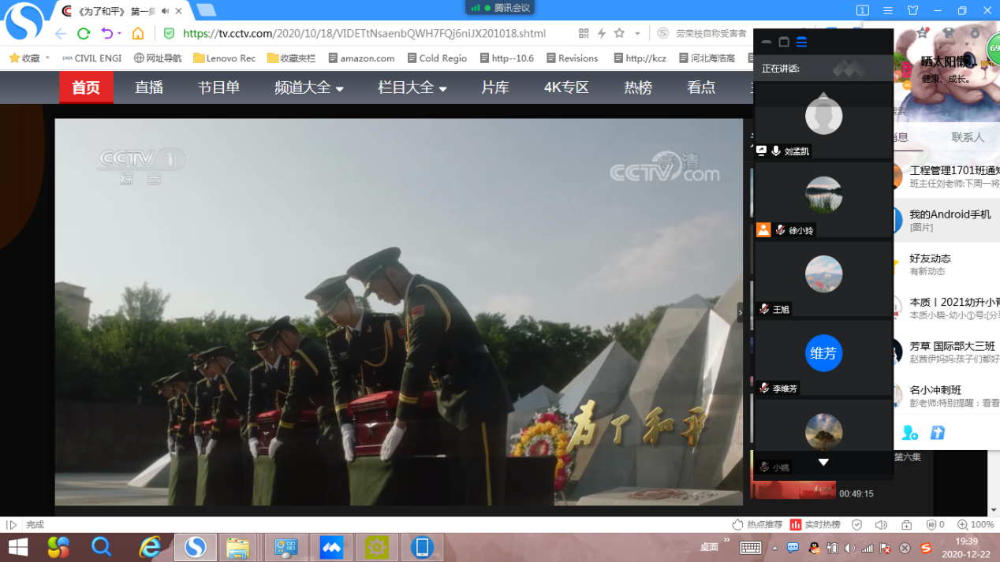 《为了和平》 第一集
腾讯会议
1
https://tv.cctv.com/2020/10/18/VIDETtNsaenbQWH7FQj6niJX201018.shtml
劳荣枝自称受害者
收藏
CIVIL ENGI
网址导航
Lenovo Rec
收藏夹栏
amazon.com
Cold Regio
http--10.6
Revisions
http://kcz
河北海浩高
首页
直播
节目单
频道大全
栏目大全
片库
4K专区
热榜
看点
CCTV 1
综合
CCTV.com
高清
为了和平
正在讲话:
刘孟凯
徐小玲
王旭
维芳
李维芳
小姚
69
晒太阳懒...
健康、成长。
搜索
消息
联系人
工程管理1701班通知
班主任刘老师:下周一将
我的Android手机
[图片]
好友动态
有新动态
本质丨2021幼升小
本质小晓-幼小①号:[分
芳草 国际部大三班
赵茜伊妈妈:孩子们都好
名小冲刺班
彭老师:特别提醒：看看
第六集
00:49:15
完成
热点推荐
实时热榜
0
100%
桌面
19:39
2020-12-22